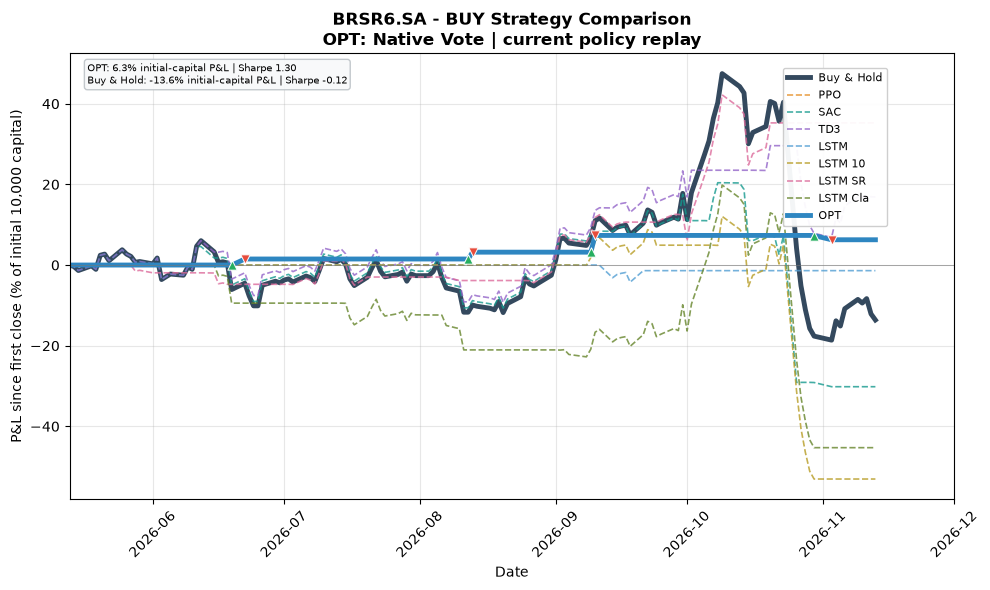 BRSR6.SA - BUY Strategy Comparison
OPT: Native Vote | current policy replay
OPT: 6.3% initial-capital P&L | Sharpe 1.30
Buy & Hold: -13.6% initial-capital P&L | Sharpe -0.12
Buy & Hold
PPO
SAC
TD3
LSTM
LSTM 10
LSTM SR
LSTM Cla
OPT
P&L since first close (% of initial 10,000 capital)
40
20
0
−20
−40
2026-06
2026-07
2026-08
2026-09
2026-10
2026-11
2026-12
Date